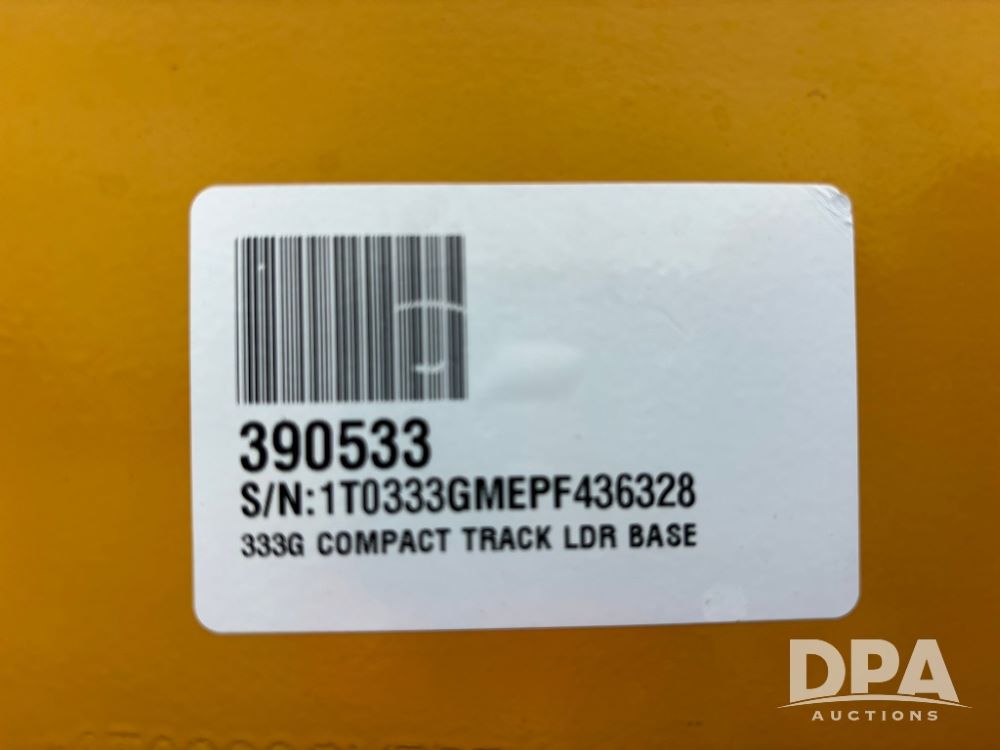 390533
S/N:1T0333GMEPF436328
333G COMPACT TRACK LDR BASE
DPA
AUCTIONS